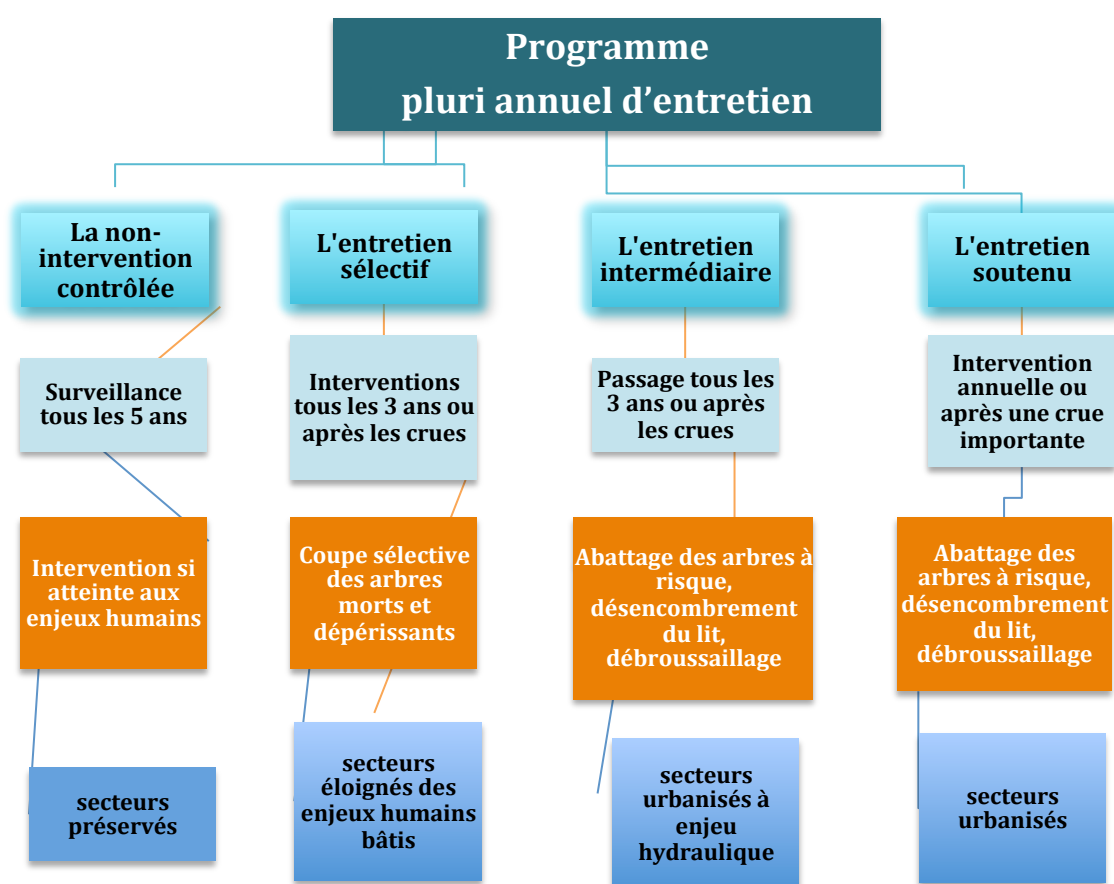 Programme
pluri annuel d’entretien
La non-
intervention
contrôlée
L'entretien
sélectif
L'entretien
intermédiaire
L'entretien
soutenu
Surveillance
tous les 5 ans
Interventions
tous les 3 ans ou
après les crues
Passage tous les
3 ans ou après
les crues
Intervention
annuelle ou
après une crue
importante
Intervention si
atteinte aux
enjeux humains
Coupe sélective
des arbres
morts et
dépérissants
Abattage des arbres à
risque,
désencombrement
du lit,
débroussaillage
Abattage des
arbres à risque,
désencombrement
du lit,
débroussaillage
secteurs
préservés
secteurs
éloignés des
enjeux humains
bâtis
secteurs
urbanisés à
enjeu
hydraulique
secteurs
urbanisés